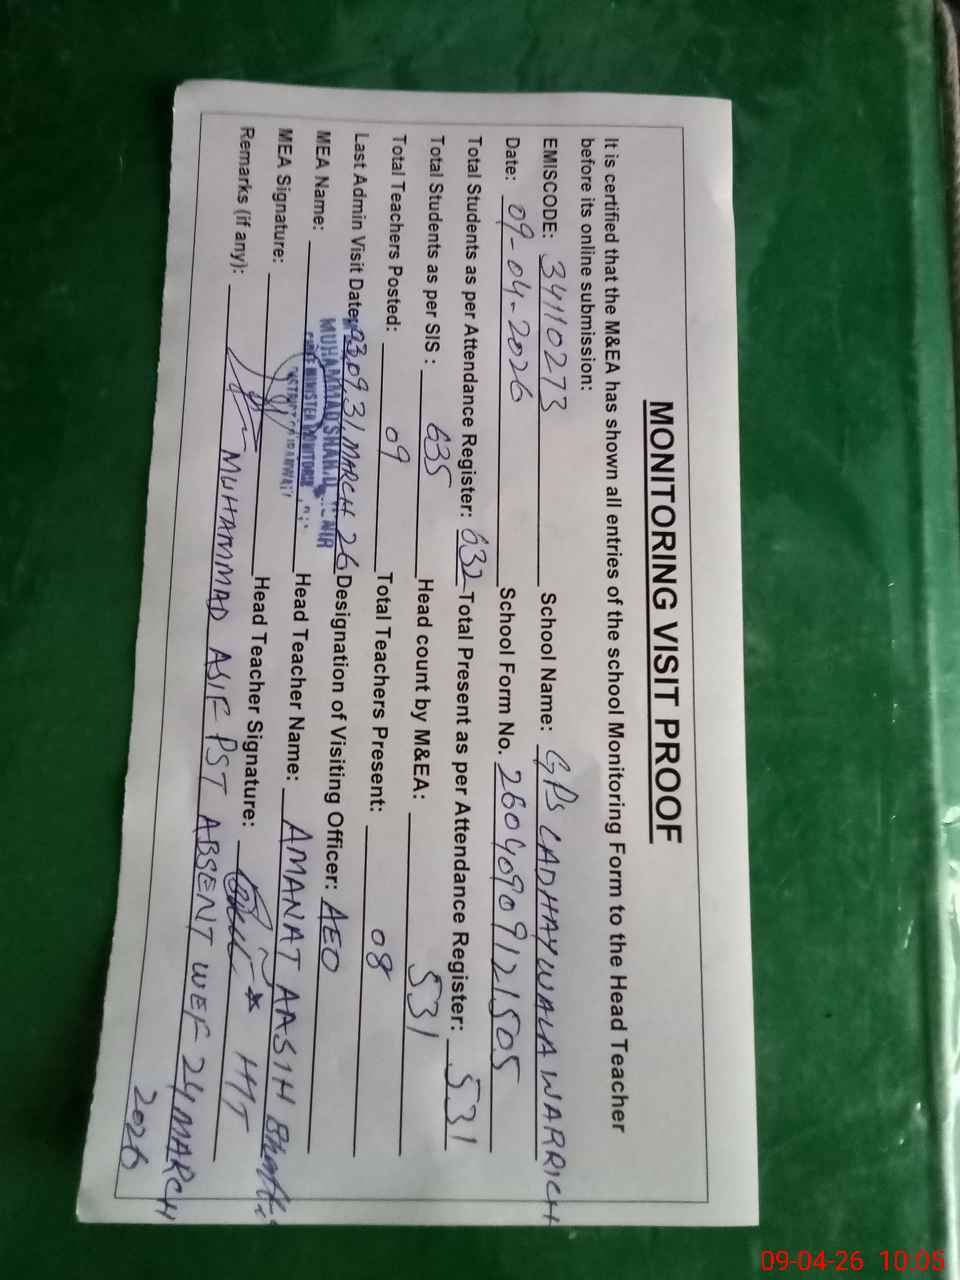 MONITORING VISIT PROOF
It is certified that the M&EA has shown all entries of the school Monitoring Form to the Head Teacher
before its online submission:
EMISCODE: 34110273 School Name: GPS LADHAYWALA WARRICH
Date: 09-04-2026 School Form No. 26040909121505
Total Students as per Attendance Register: 632 Total Present as per Attendance Register: 531
Total Students as per SIS : 635 Head count by M&EA: 531
Total Teachers Posted: 09 Total Teachers Present: 08
Last Admin Visit Date: 31 MARCH 26 Designation of Visiting Officer: AEO
MEA Name: MUHAMMAD Head Teacher Name: AMANAT AASIH Bhatti
MEA Signature: Head Teacher Signature: HT
Remarks (if any): MUHAMMAD ASIF PST ABSENT WEF 24 MARCH
2026
09-04-26 10:05